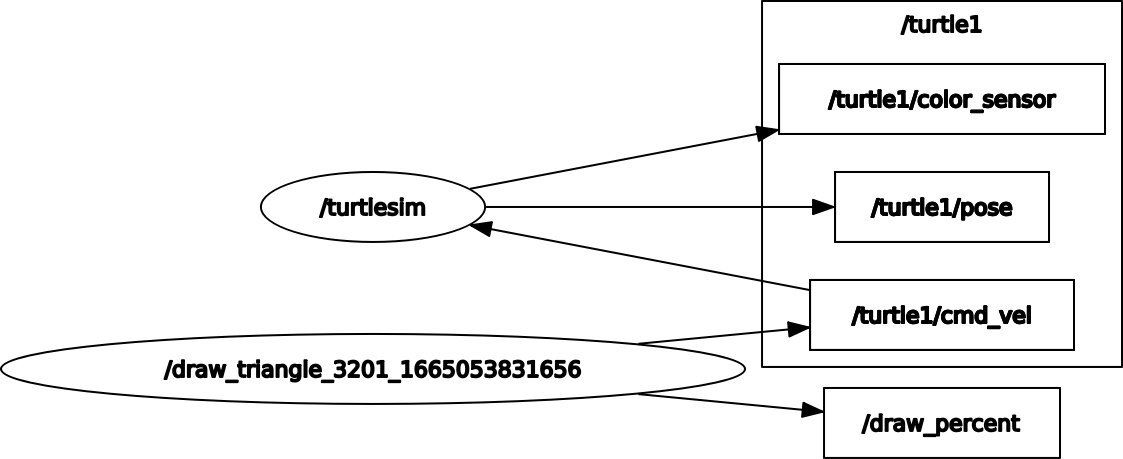 /turtle1
/turtle1/color_sensor
/turtlesim
/turtle1/pose
/turtle1/cmd_vel
/draw_triangle_3201_1665053831656
/draw_percent